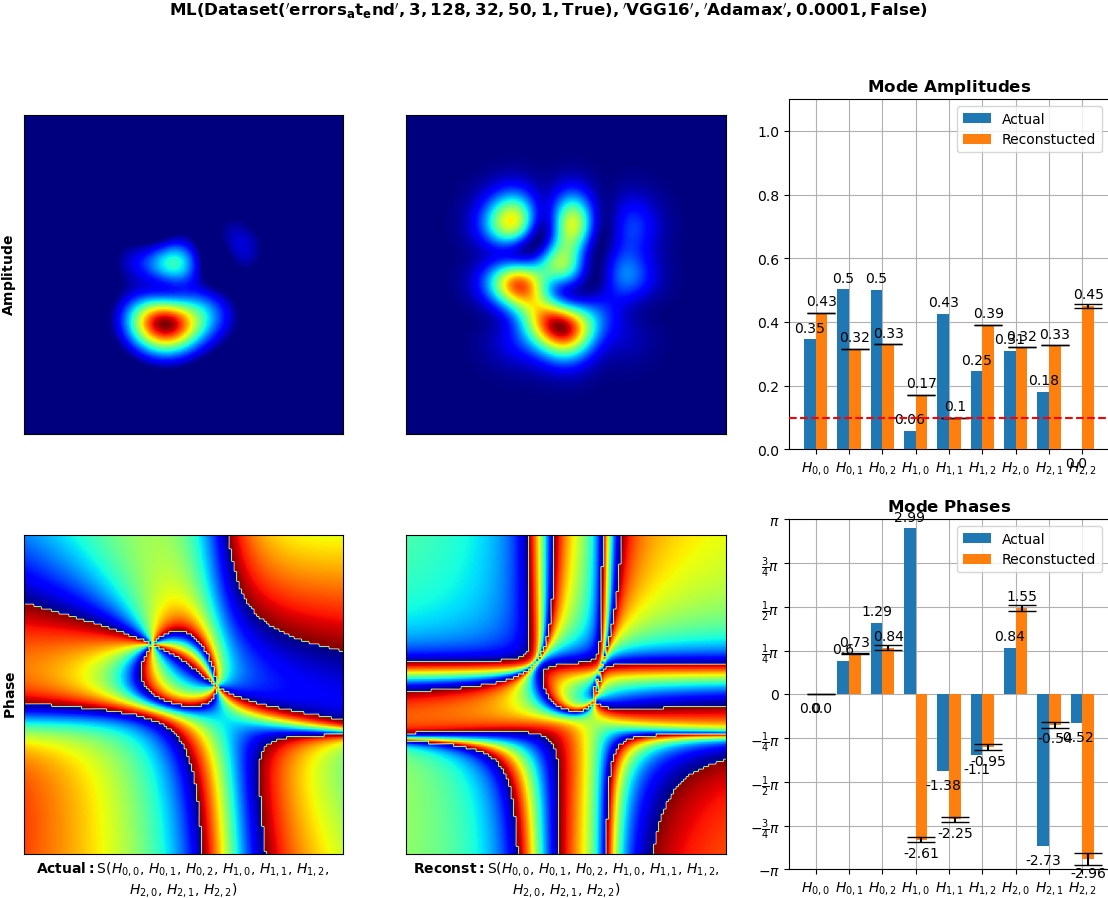 ML(Dataset('errors_at_end', 3, 128, 32, 50, 1, True), 'VGG16', 'Adamax', 0.0001, False)
Amplitude
Mode Amplitudes
Actual
Reconstucted
1.0
0.8
0.6
0.4
0.2
0.0
0.35 0.43 0.5 0.32 0.5 0.33 0.06 0.17 0.43 0.1 0.25 0.39 0.31 0.32 0.18 0.33 0.0 0.45
H0,0 H0,1 H0,2 H1,0 H1,1 H1,2 H2,0 H2,1 H2,2
Phase
Actual: S(H0,0, H0,1, H0,2, H1,0, H1,1, H1,2,
H2,0, H2,1, H2,2)
Reconst: S(H0,0, H0,1, H0,2, H1,0, H1,1, H1,2,
H2,0, H2,1, H2,2)
Mode Phases
Actual
Reconstucted
π
3/4π
1/2π
1/4π
0
−1/4π
−1/2π
−3/4π
−π
0.0 0.0 0.6 0.73 1.29 0.84 2.99 -2.61 -1.38 -2.25 -1.1 -0.95 0.84 1.55 -2.73 -0.54 -0.52 -2.96
H0,0 H0,1 H0,2 H1,0 H1,1 H1,2 H2,0 H2,1 H2,2